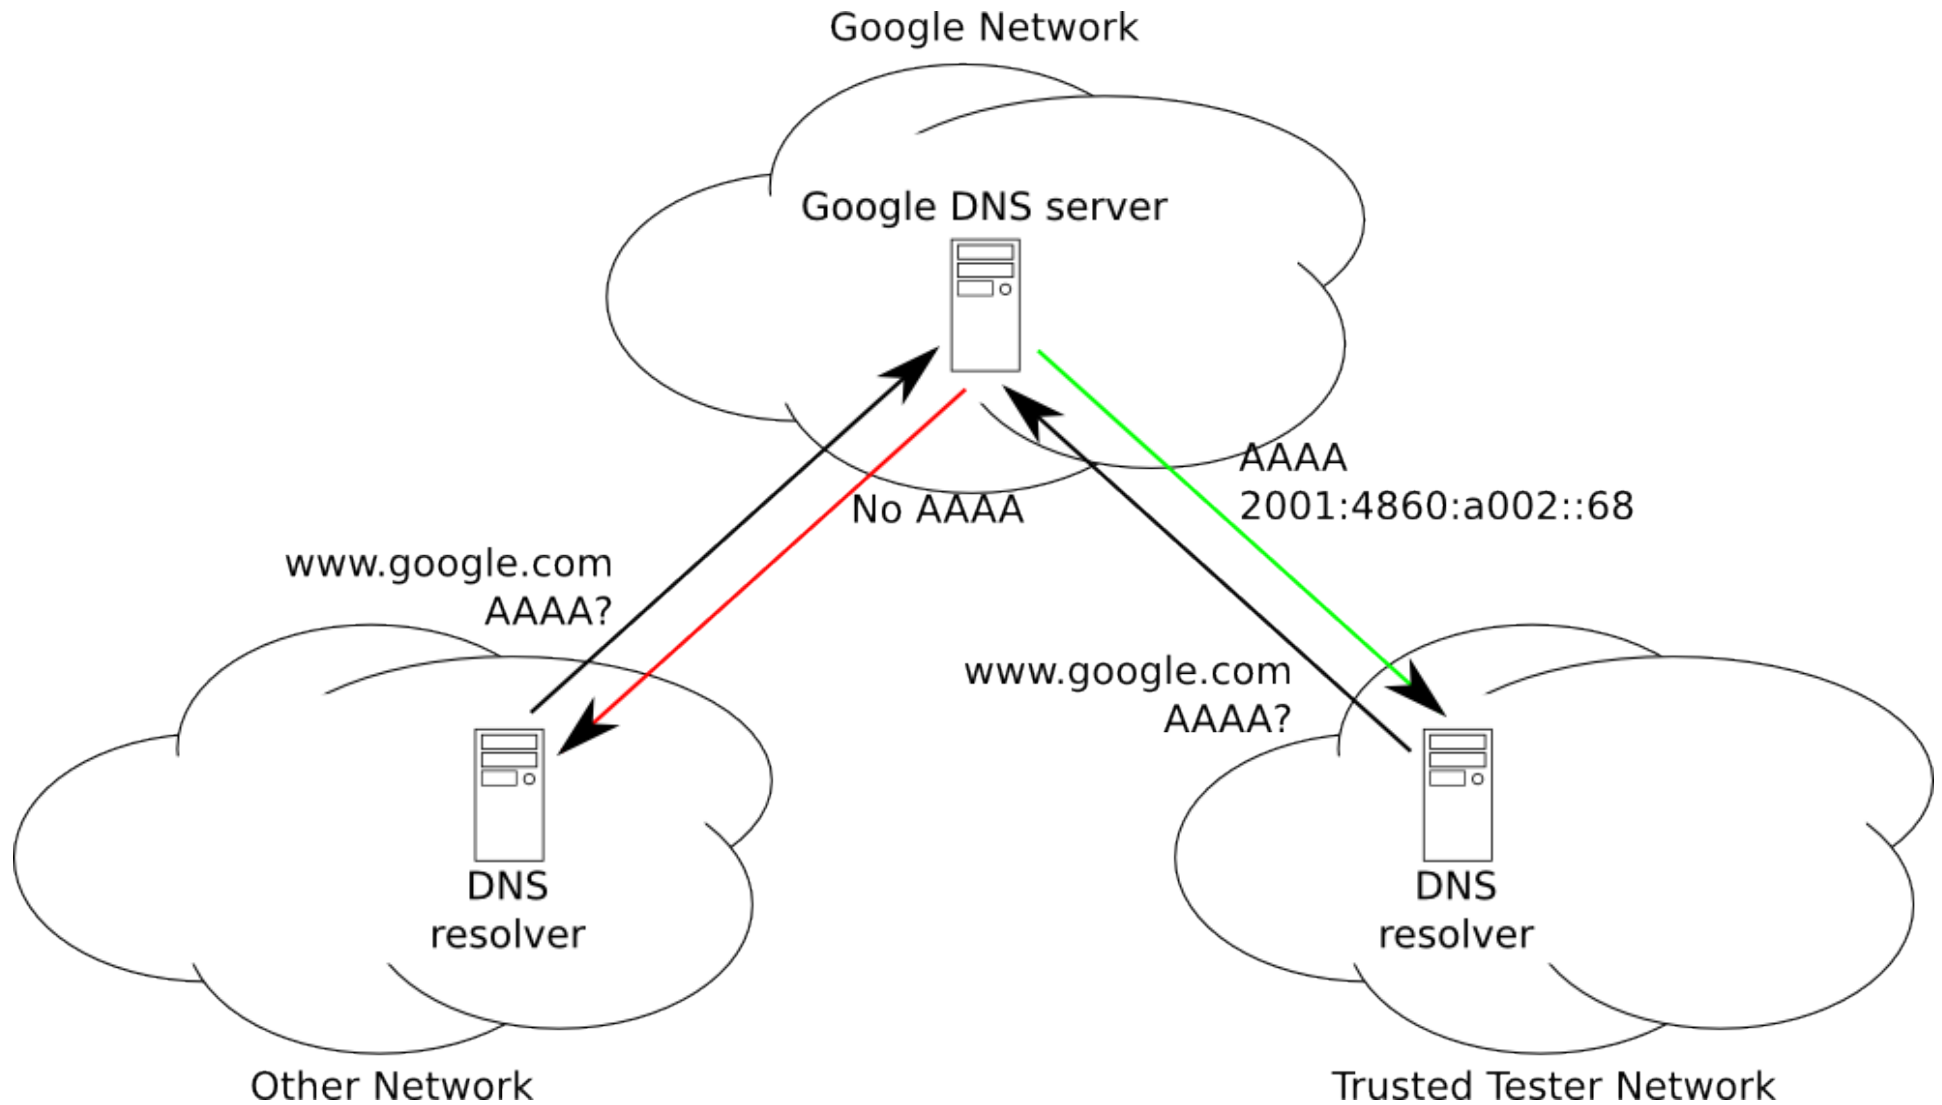 Google Network
Google DNS server
AAAA
2001:4860:a002::68
No AAAA
www.google.com
AAAA?
www.google.com
AAAA?
DNS
resolver
DNS
resolver
Other Network
Trusted Tester Network